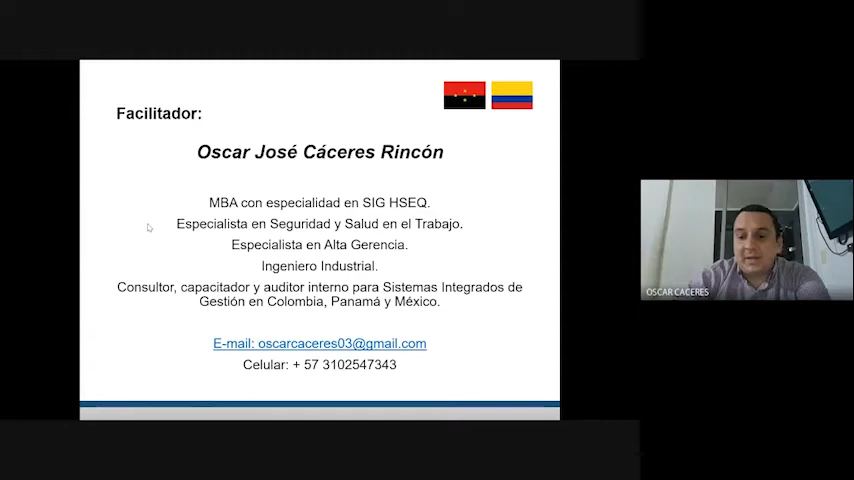 Facilitador:
Oscar José Cáceres Rincón
MBA con especialidad en SIG HSEQ.
Especialista en Seguridad y Salud en el Trabajo.
Especialista en Alta Gerencia.
Ingeniero Industrial.
Consultor, capacitador y auditor interno para Sistemas Integrados de
Gestión en Colombia, Panamá y México.
E-mail: oscarcaceres03@gmail.com
Celular: + 57 3102547343
OSCAR CACERES